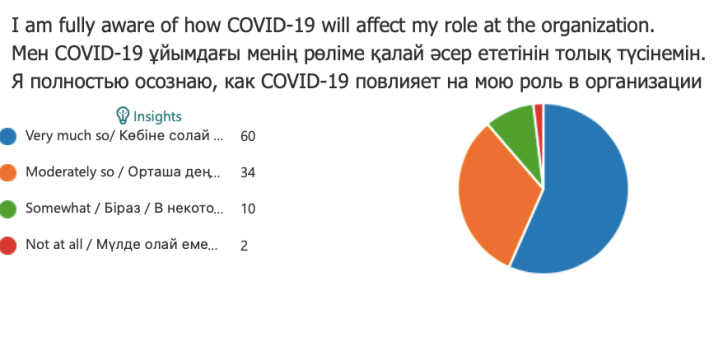 I am fully aware of how COVID-19 will affect my role at the organization.
Мен COVID-19 ұйымдағы менің рөліме қалай әсер ететінін толық түсінемін.
Я полностью осознаю, как COVID-19 повлияет на мою роль в организации
Insights
Very much so/ Көбіне солай ... 60
Moderately so / Орташа дең... 34
Somewhat / Біраз / В некото... 10
Not at all / Мүлде олай еме... 2